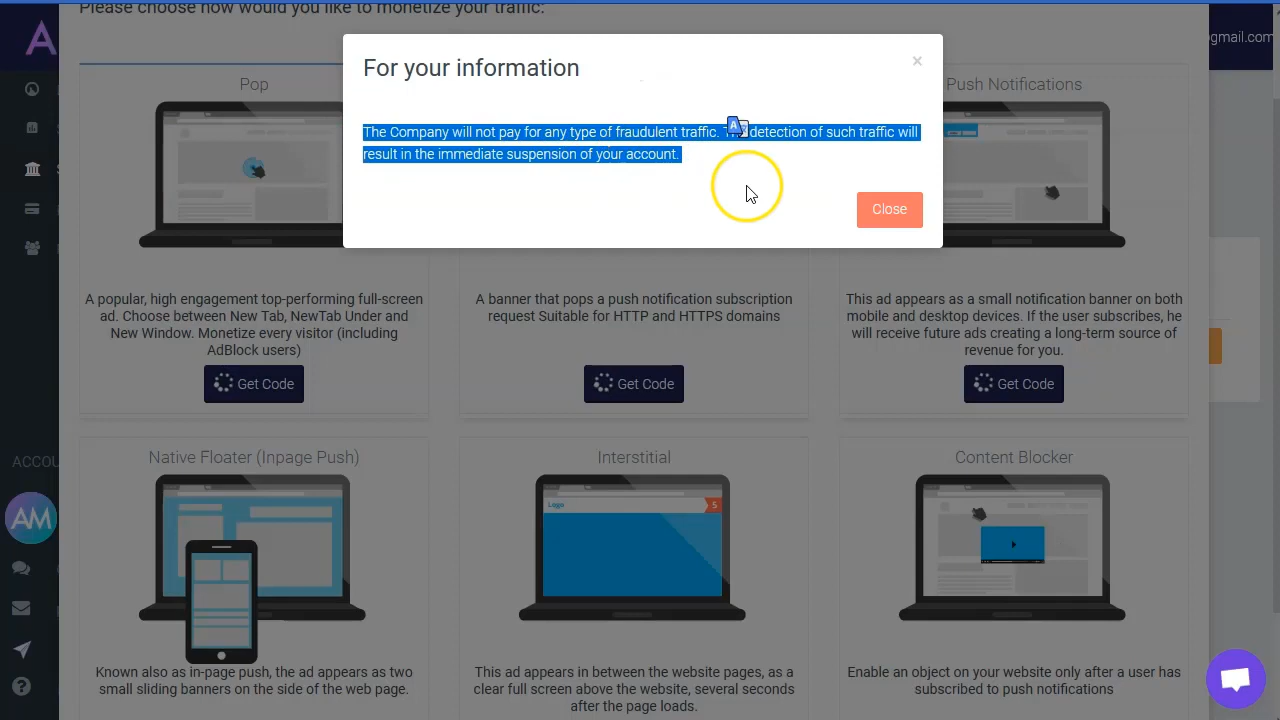 Please choose how would you like to monetize your traffic:
gmail.com
For your information
×
The Company will not pay for any type of fraudulent traffic. detection of such traffic will
result in the immediate suspension of your account.
Close
Pop
Push Notifications
A popular, high engagement top-performing full-screen
ad. Choose between New Tab, NewTab Under and
New Window. Monetize every visitor (including
AdBlock users)
Get Code
A banner that pops a push notification subscription
request Suitable for HTTP and HTTPS domains
Get Code
This ad appears as a small notification banner on both
mobile and desktop devices. If the user subscribes, he
will receive future ads creating a long-term source of
revenue for you.
Get Code
ACCOU
AM
Native Floater (Inpage Push)
Known also as in-page push, the ad appears as two
small sliding banners on the side of the web page.
Interstitial
Logo
5
This ad appears in between the website pages, as a
clear full screen above the website, several seconds
after the page loads.
Content Blocker
Enable an object on your website only after a user has
subscribed to push notifications